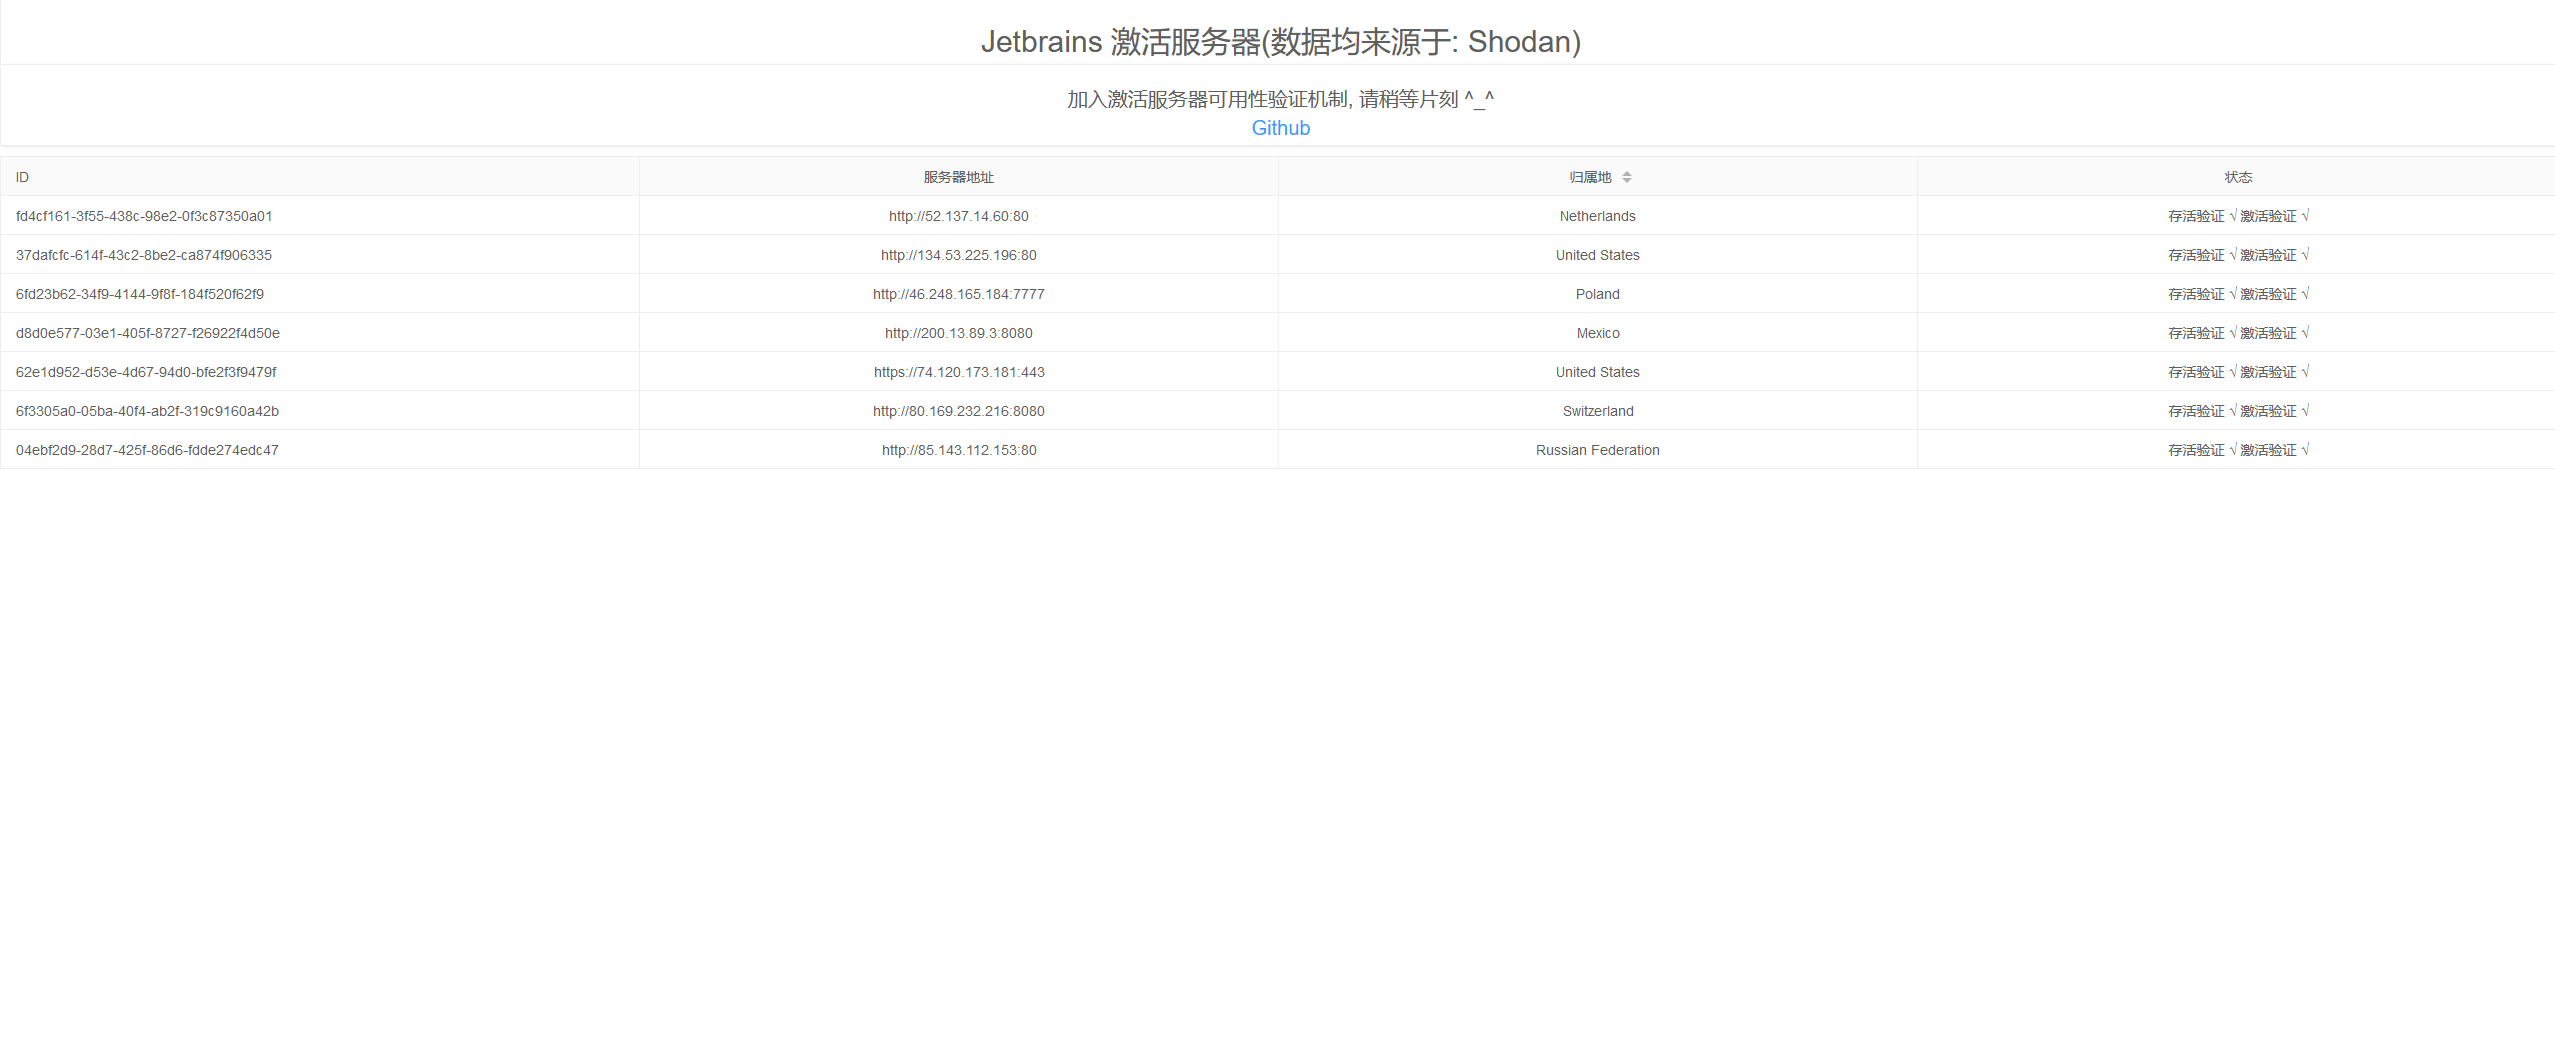 Jetbrains 激活服务器(数据均来源于: Shodan)
加入激活服务器可用性验证机制, 请稍等片刻 ^_^
Github
ID 服务器地址 归属地 状态
fd4cf161-3f55-438c-98e2-0f3c87350a01 http://52.137.14.60:80 Netherlands 存活验证 √ 激活验证 √
37dafcfc-614f-43c2-8be2-ca874f906335 http://134.53.225.196:80 United States 存活验证 √ 激活验证 √
6fd23b62-34f9-4144-9f8f-184f520f62f9 http://46.248.165.184:7777 Poland 存活验证 √ 激活验证 √
d8d0e577-03e1-405f-8727-f26922f4d50e http://200.13.89.3:8080 Mexico 存活验证 √ 激活验证 √
62e1d952-d53e-4d67-94d0-bfe2f3f9479f https://74.120.173.181:443 United States 存活验证 √ 激活验证 √
6f3305a0-05ba-40f4-ab2f-319c9160a42b http://80.169.232.216:8080 Switzerland 存活验证 √ 激活验证 √
04ebf2d9-28d7-425f-86d6-fdde274edc47 http://85.143.112.153:80 Russian Federation 存活验证 √ 激活验证 √